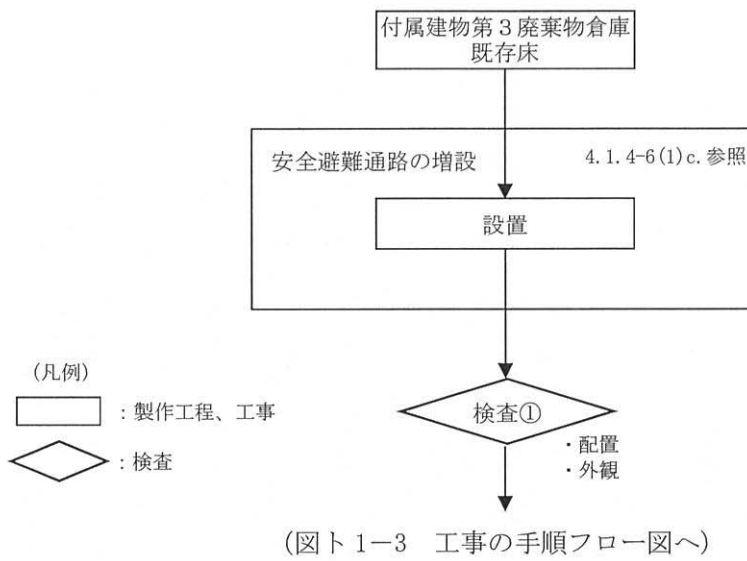 付属建物第3廃棄物倉庫
既存床
安全避難通路の増設
4.1.4-6(1)c.参照
設置
(凡例)
:製作工程、工事
:検査
検査①
・配置
・外観
(図ト1-3 工事の手順フロー図へ)